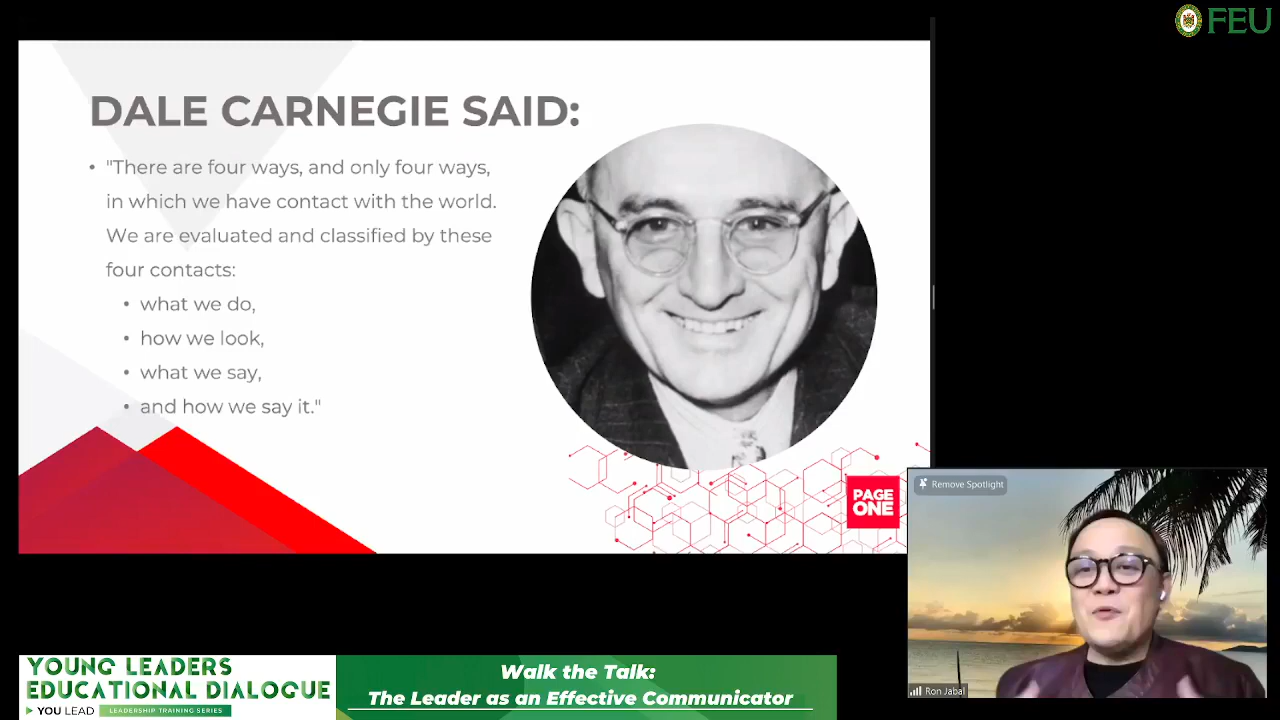 FEU
DALE CARNEGIE SAID:
• "There are four ways, and only four ways,
in which we have contact with the world.
We are evaluated and classified by these
four contacts:
• what we do,
• how we look,
• what we say,
• and how we say it."
PAGE
ONE
Remove Spotlight
Ron Jabal
YOUNG LEADERS
EDUCATIONAL DIALOGUE
YOU LEAD LEADERSHIP TRAINING SERIES
Walk the Talk:
The Leader as an Effective Communicator